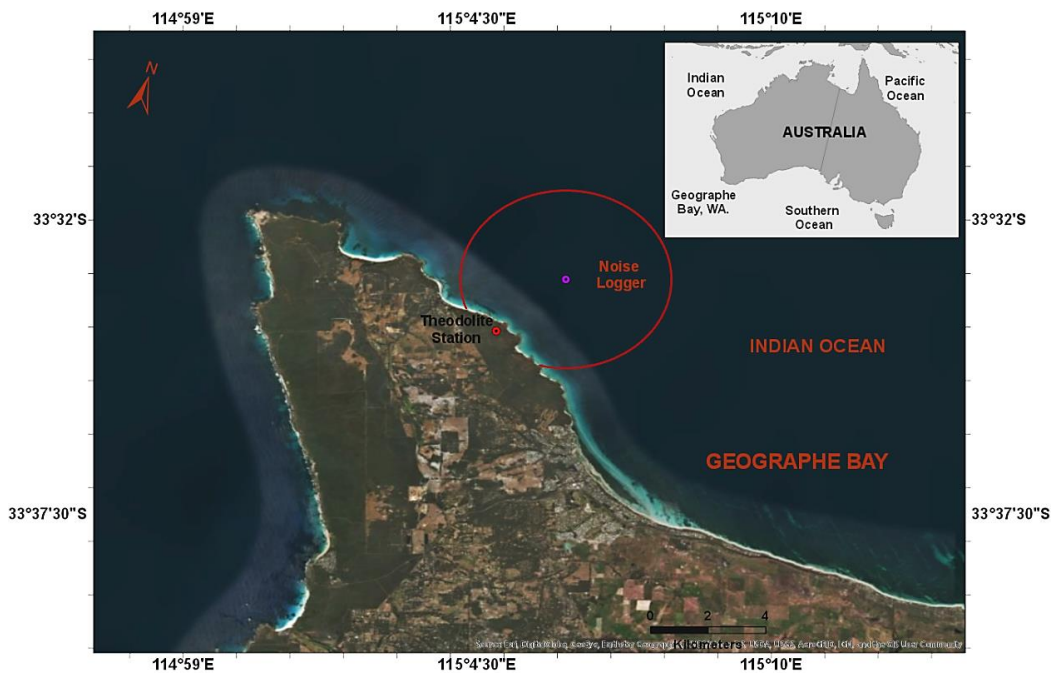 114°59'E 115°4'30"E 115°10'E
N
Indian
Ocean
Pacific
Ocean
AUSTRALIA
Geographe
Bay, WA.
Southern
Ocean
33°32'S 33°32'S
Noise
Logger
Theodolite
Station
INDIAN OCEAN
GEOGRAPHE BAY
33°37'30"S 33°37'30"S
0 2 4
Kilometers
114°59'E 115°4'30"E 115°10'E